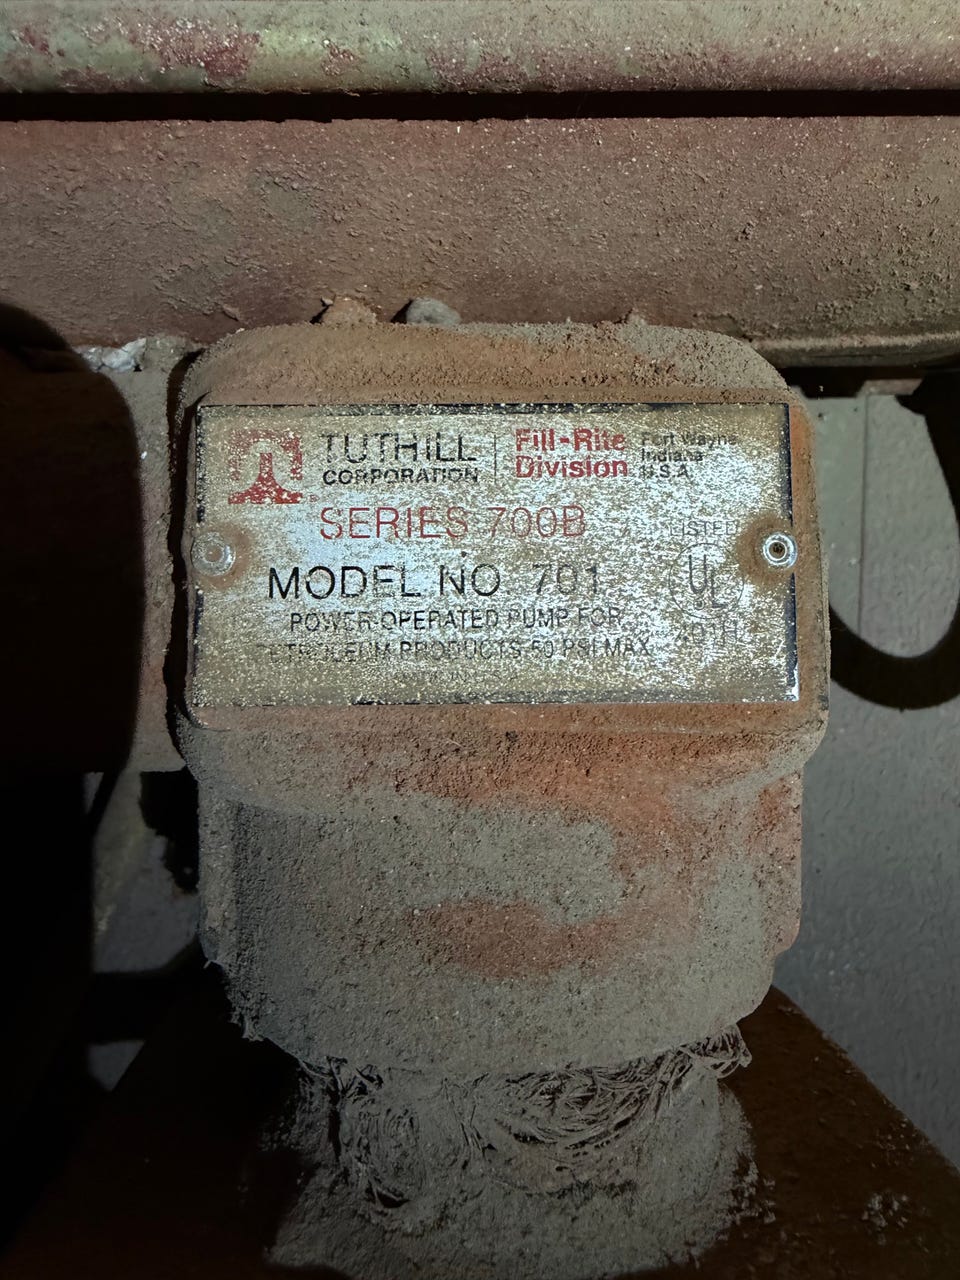 TUTHILL
CORPORATION
Fill-Rite
Division
Fort Wayne
Indiana
U.S.A.
SERIES 700B
MODEL NO. 701
LISTED
UL
POWER OPERATED PUMP FOR
PETROLEUM PRODUCTS 50 PSI MAX